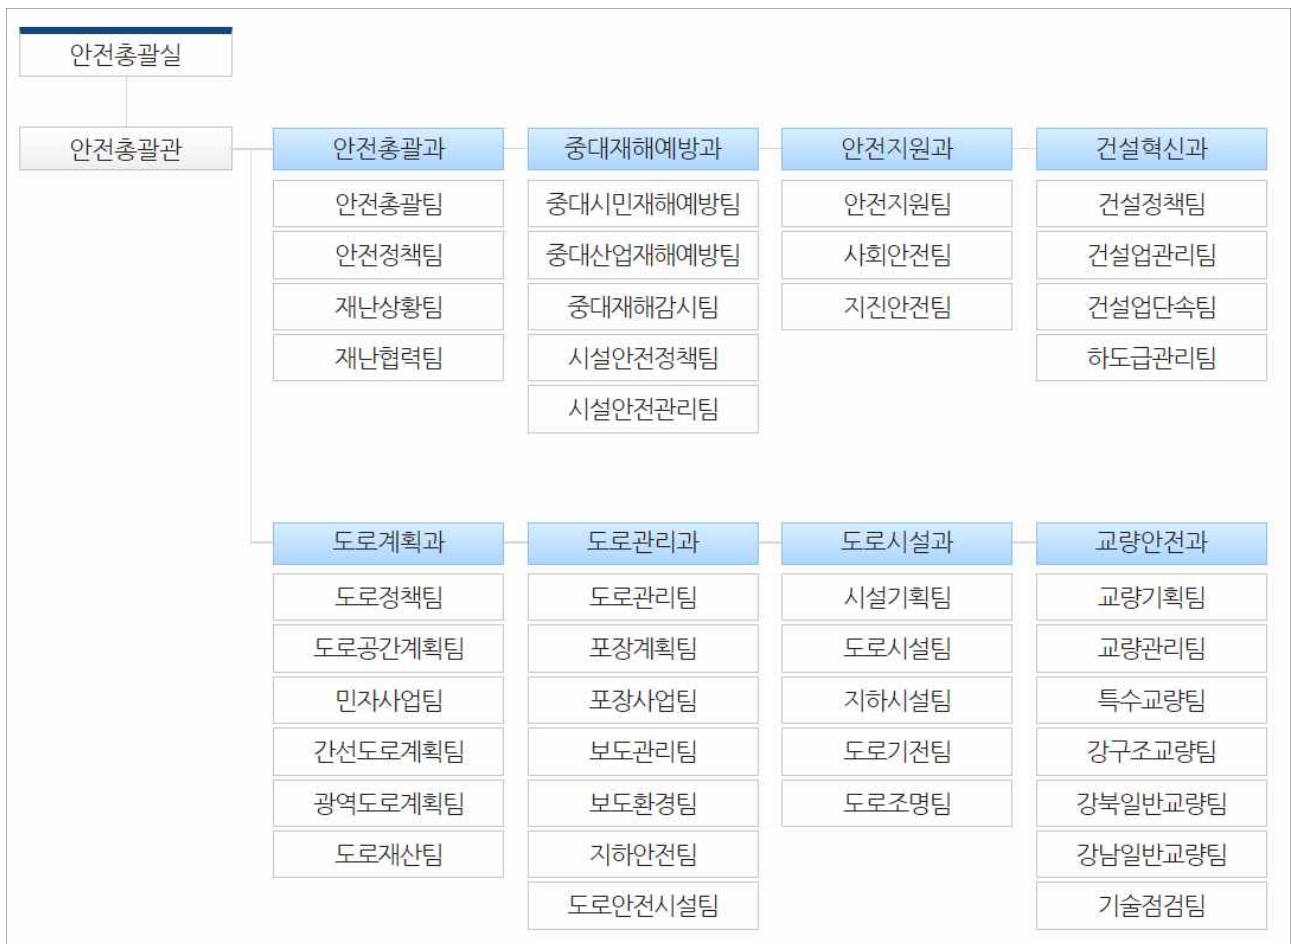 안전총괄실
안전총괄관
안전총괄과
안전총괄팀
안전정책팀
재난상황팀
재난협력팀
중대재해예방과
중대시민재해예방팀
중대산업재해예방팀
중대재해감시팀
시설안전정책팀
시설안전관리팀
안전지원과
안전지원팀
사회안전팀
지진안전팀
건설혁신과
건설정책팀
건설업관리팀
건설업단속팀
하도급관리팀
도로계획과
도로정책팀
도로공간계획팀
민자사업팀
간선도로계획팀
광역도로계획팀
도로재산팀
도로관리과
도로관리팀
포장계획팀
포장사업팀
보도관리팀
보도환경팀
지하안전팀
도로안전시설팀
도로시설과
시설기획팀
도로시설팀
지하시설팀
도로기전팀
도로조명팀
교량안전과
교량기획팀
교량관리팀
특수교량팀
강구조교량팀
강북일반교량팀
강남일반교량팀
기술점검팀